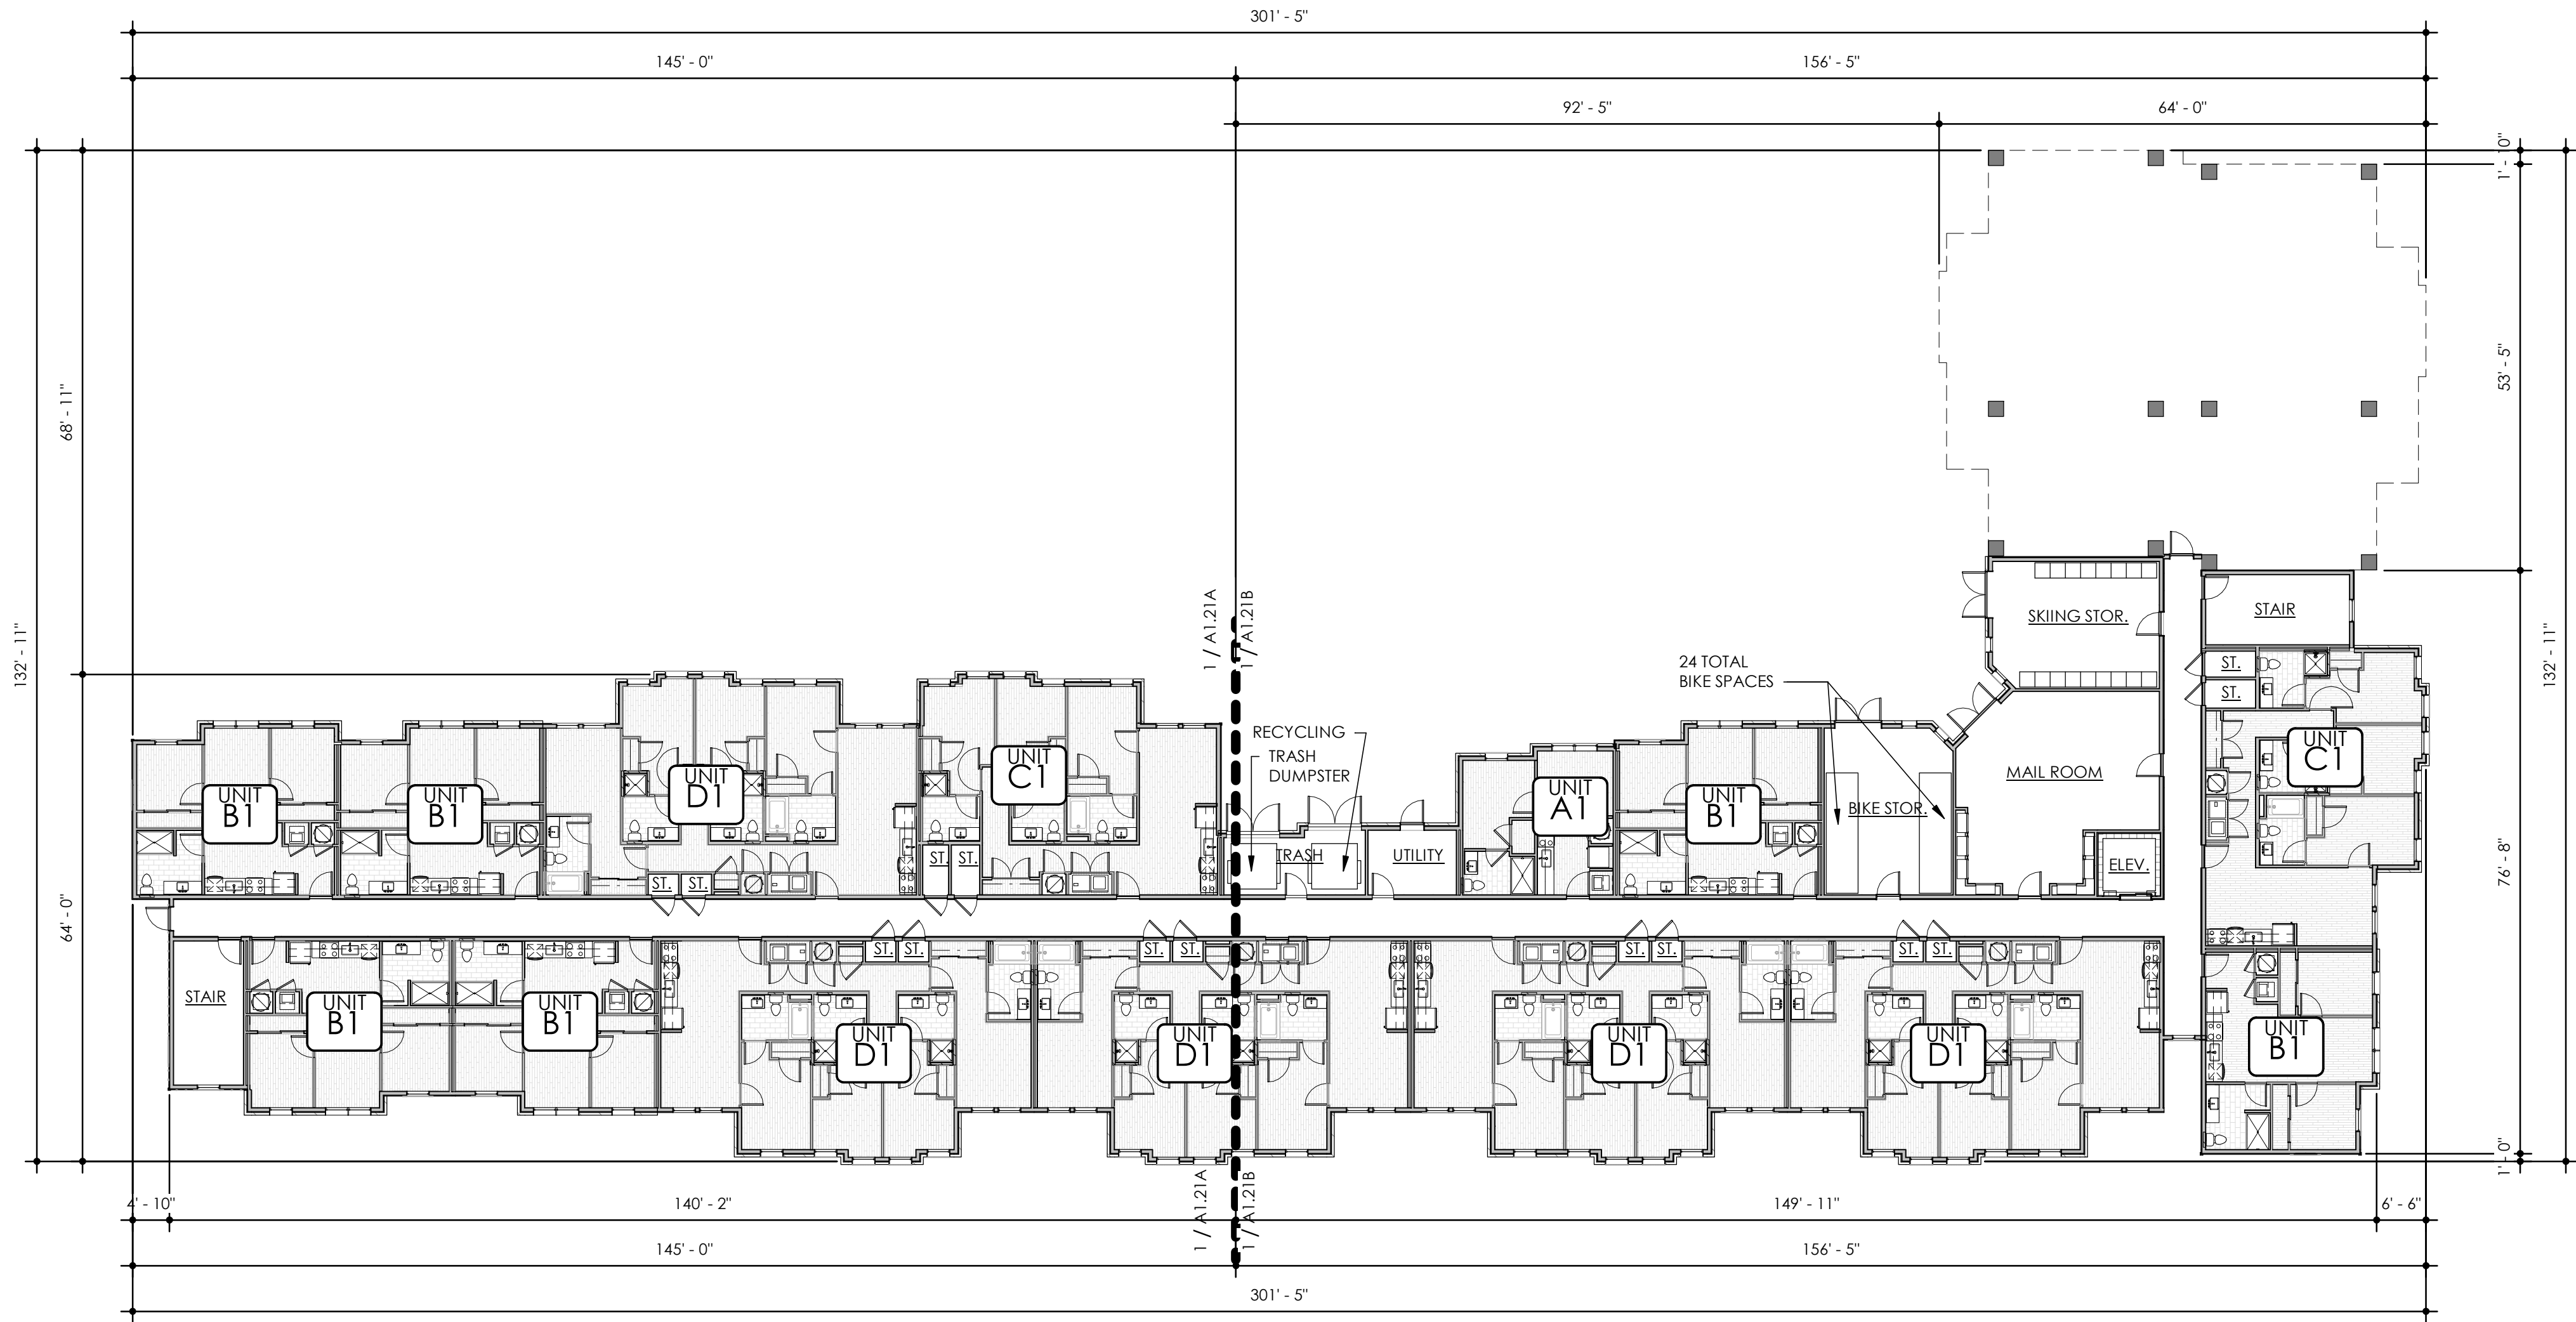 301' - 5"
145' - 0"
156' - 5"
92' - 5"
64' - 0"
1' - 10"
53' - 5"
68' - 11"
132' - 11"
132' - 11"
76' - 8"
64' - 0"
1' - 0"
1 / A1.21A
1 / A1.21B
SKIING STOR.
STAIR
24 TOTAL
BIKE SPACES
ST.
ST.
RECYCLING
TRASH
DUMPSTER
MAIL ROOM
UNIT
B1
UNIT
B1
UNIT
D1
UNIT
C1
UNIT
A1
UNIT
B1
BIKE STOR.
UNIT
C1
ST.
ST.
ST.
ST.
TRASH
UTILITY
ELEV.
ST.
ST.
ST.
ST.
ST.
ST.
ST.
ST.
STAIR
UNIT
B1
UNIT
B1
UNIT
D1
UNIT
D1
UNIT
D1
UNIT
D1
UNIT
B1
1 / A1.21A
1 / A1.21B
4' - 10"
140' - 2"
149' - 11"
6' - 6"
145' - 0"
156' - 5"
301' - 5"